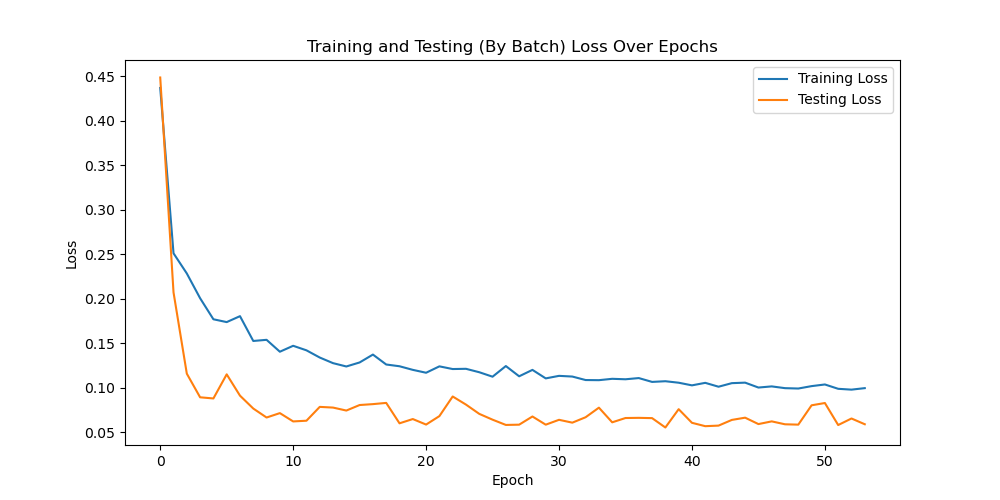 Training and Testing (By Batch) Loss Over Epochs
Training Loss
Testing Loss
0.45
0.40
0.35
0.30
0.25
0.20
0.15
0.10
0.05
Loss
0 10 20 30 40 50
Epoch